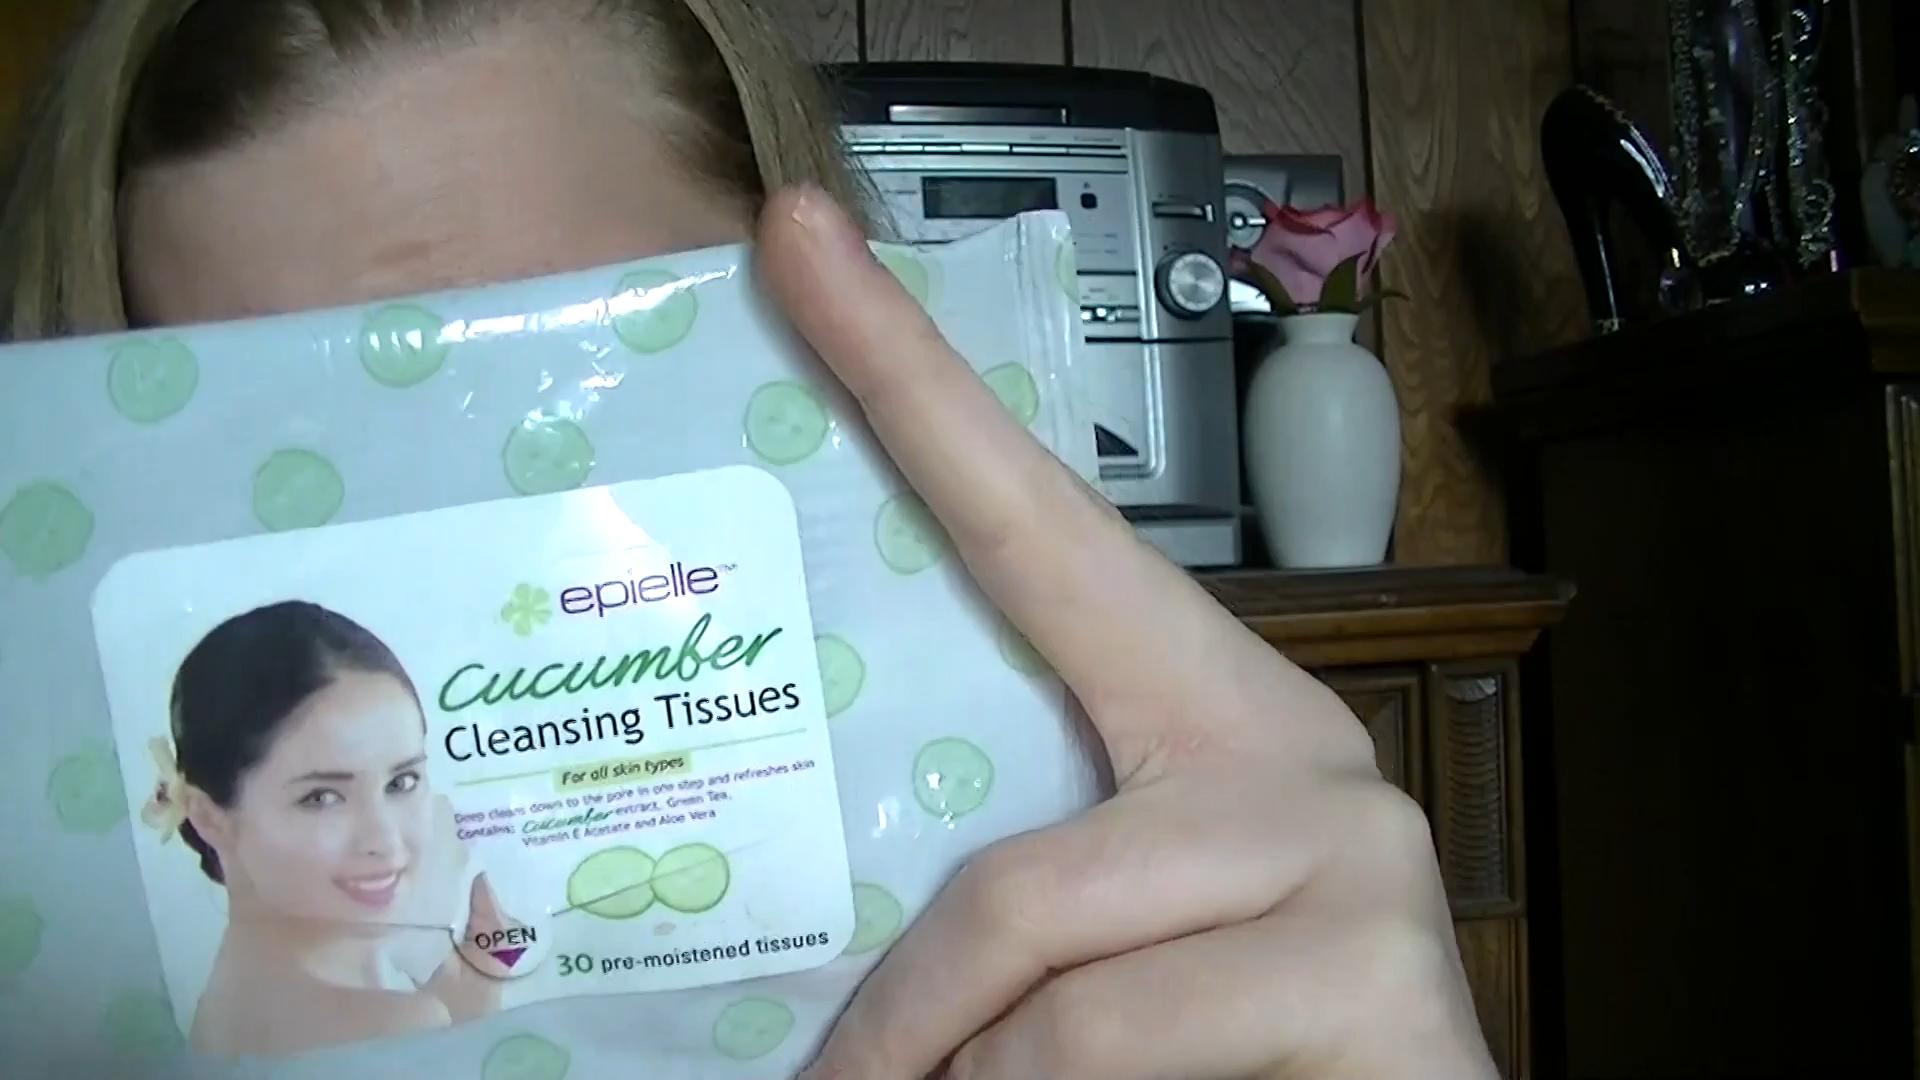 epielle™
Cucumber
Cleansing Tissues
For all skin types
Deep cleans down to the pore in one step and refreshes skin
Contains: Cucumber extract, Green Tea,
Vitamin E Acetate and Aloe Vera
OPEN
30 pre-moistened tissues